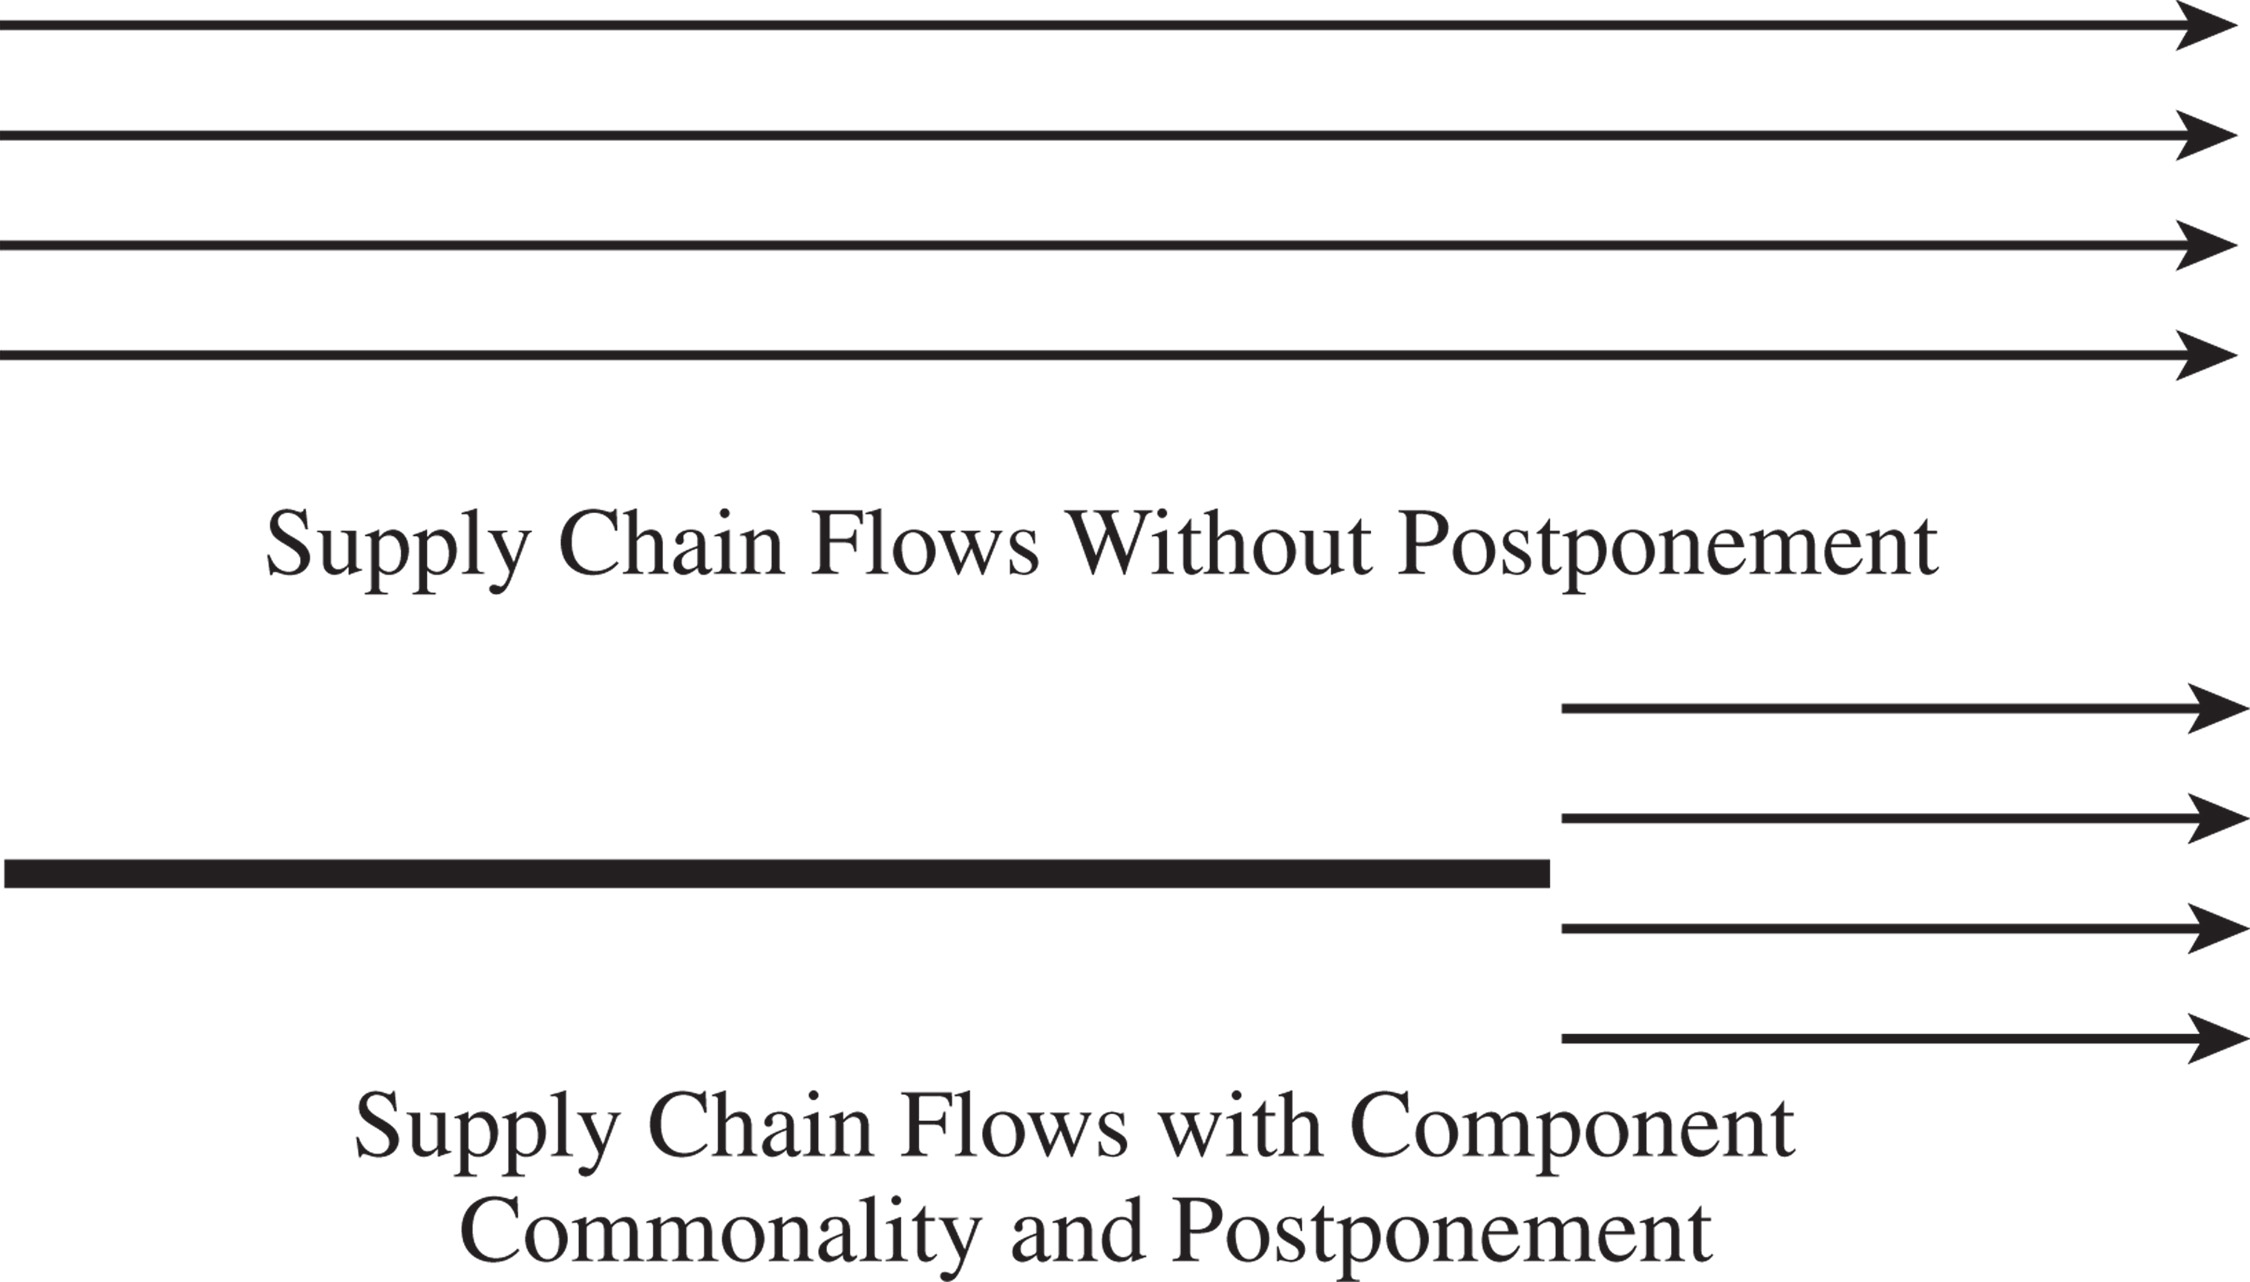 Supply Chain Flows Without Postponement
Supply Chain Flows with Component
Commonality and Postponement